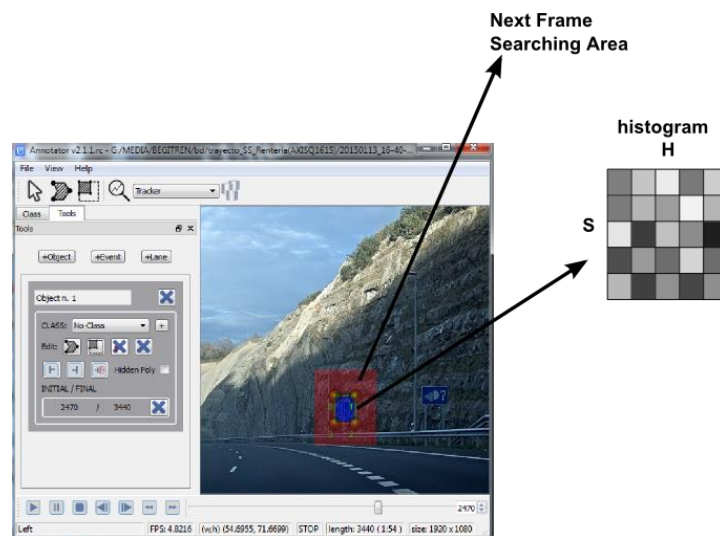 Next Frame
Searching Area
histogram
H
S
Annotator v2.1.1.rc - G:/MEDIA/BEGITREN/bd/trayecto_SS_Renteria(AXISQ1615)/20150113_16-40-...
File View Help
Tracker
Class Tools
Tools
+Object +Event +Lane
Object n. 1
CLASS: No-Class +
Edit:
Hidden Poly
INITIAL / FINAL
2470 / 3440
?
2470
Left FPS: 4.8216 (w,h) (54.6955, 71.6699) STOP length: 3440 ( 1:54 ) size: 1920 x 1080